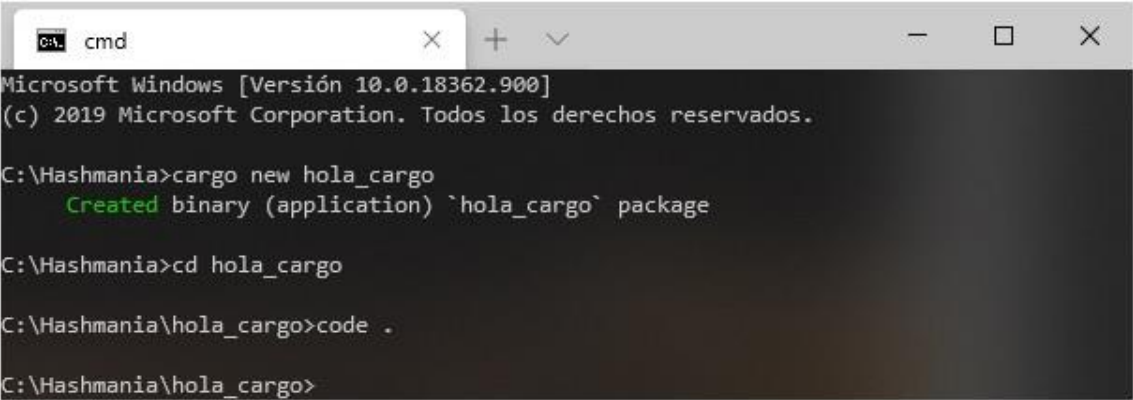 cmd
Microsoft Windows [Versión 10.0.18362.900]
(c) 2019 Microsoft Corporation. Todos los derechos reservados.
C:\Hashmania>cargo new hola_cargo
     Created binary (application) `hola_cargo` package
C:\Hashmania>cd hola_cargo
C:\Hashmania\hola_cargo>code .
C:\Hashmania\hola_cargo>